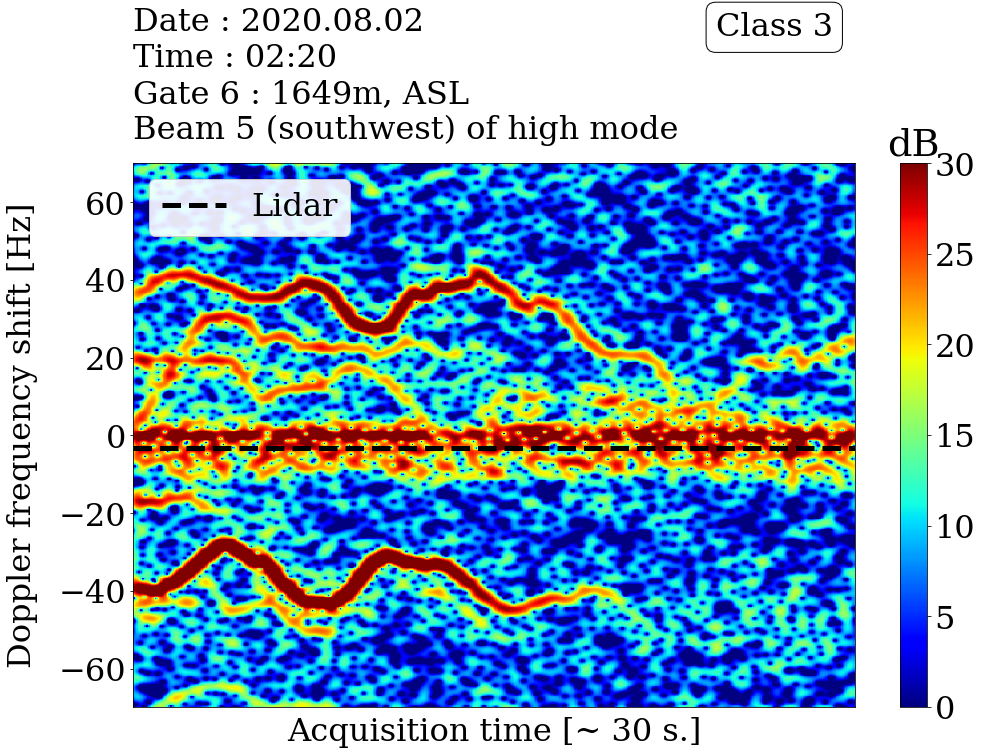 Date : 2020.08.02
Time : 02:20
Gate 6 : 1649m, ASL
Beam 5 (southwest) of high mode
Class 3
dB
Lidar
Doppler frequency shift [Hz]
60
40
20
0
−20
−40
−60
30
25
20
15
10
5
0
Acquisition time [~ 30 s.]